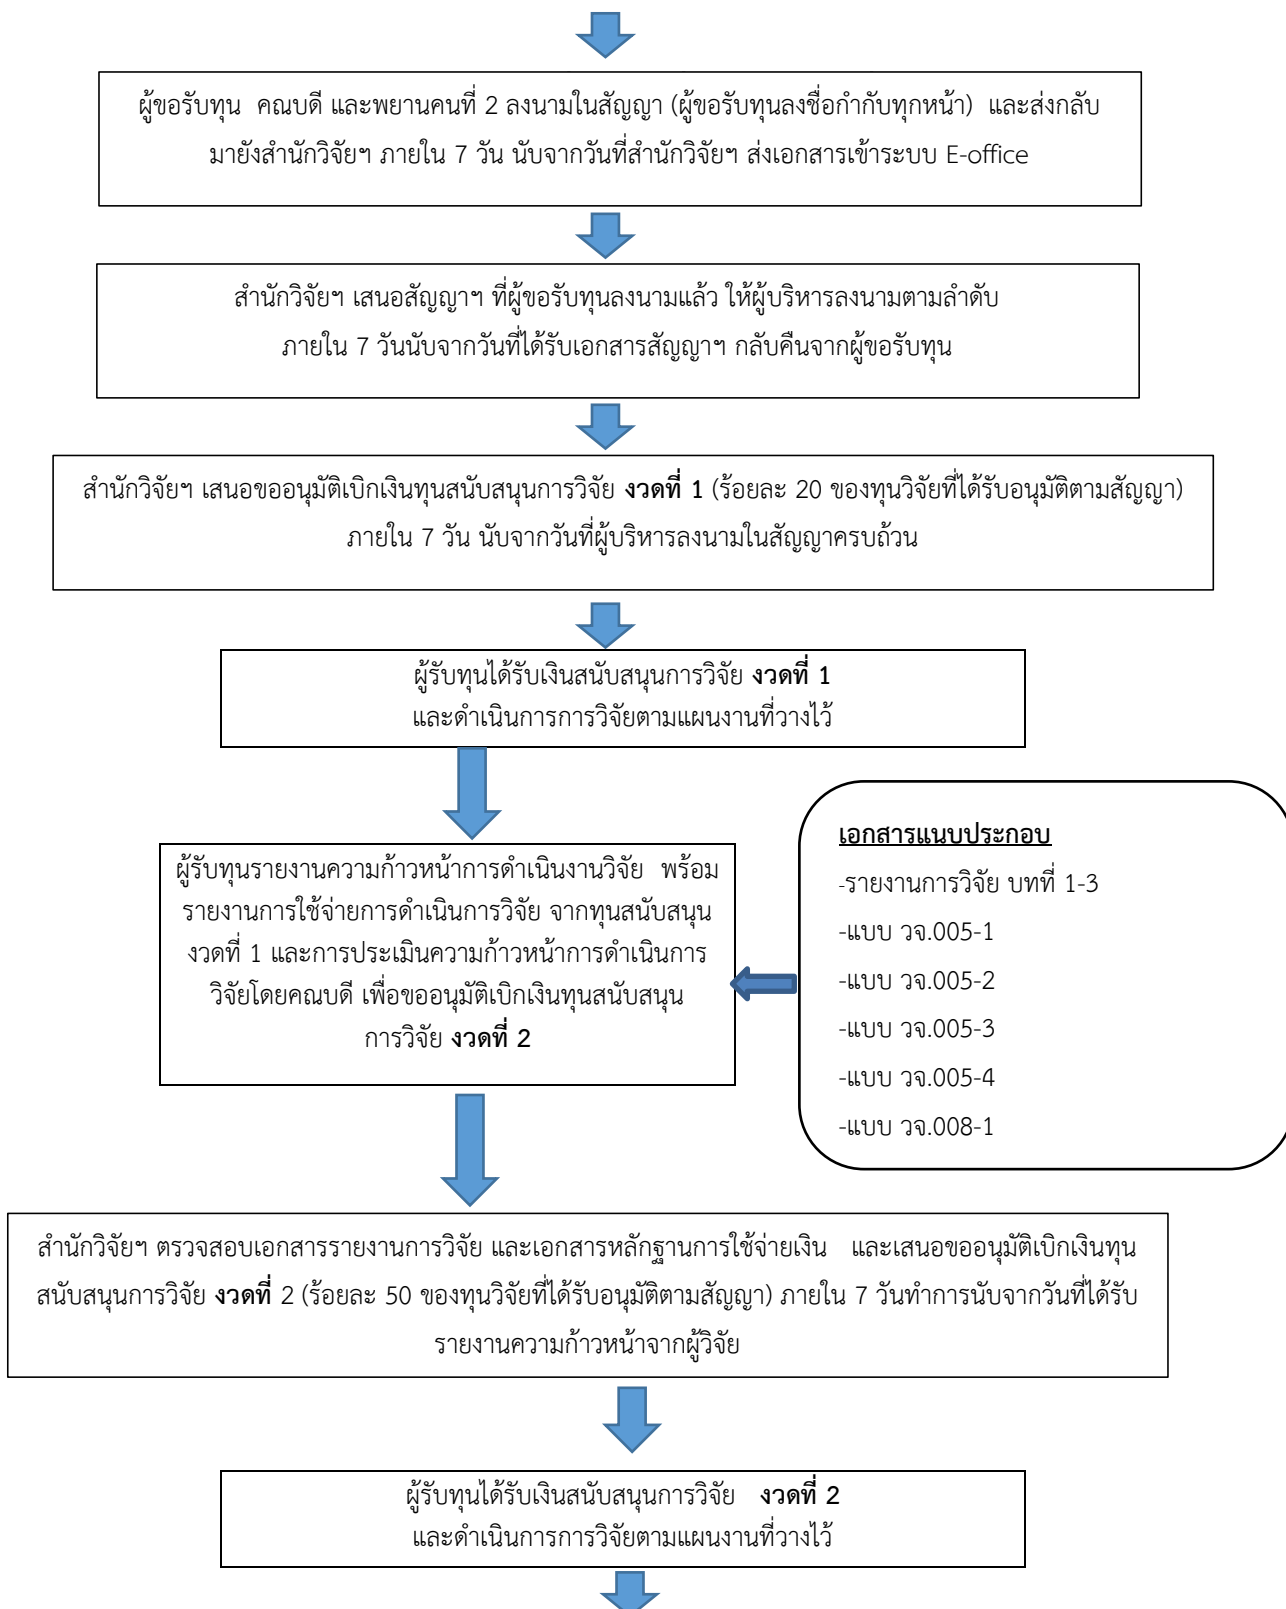 ผู้ขอรับทุน คณบดี และพยานคนที่ 2 ลงนามในสัญญา (ผู้ขอรับทุนลงชื่อกำกับทุกหน้า) และส่งกลับ
มายังสำนักวิจัยฯ ภายใน 7 วัน นับจากวันที่สำนักวิจัยฯ ส่งเอกสารเข้าระบบ E-office
สำนักวิจัยฯ เสนอสัญญาฯ ที่ผู้ขอรับทุนลงนามแล้ว ให้ผู้บริหารลงนามตามลำดับ
ภายใน 7 วันนับจากวันที่ได้รับเอกสารสัญญาฯ กลับคืนจากผู้ขอรับทุน
สำนักวิจัยฯ เสนอขออนุมัติเบิกเงินทุนสนับสนุนการวิจัย งวดที่ 1 (ร้อยละ 20 ของทุนวิจัยที่ได้รับอนุมัติตามสัญญา)
ภายใน 7 วัน นับจากวันที่ผู้บริหารลงนามในสัญญาครบถ้วน
ผู้รับทุนได้รับเงินสนับสนุนการวิจัย งวดที่ 1
และดำเนินการการวิจัยตามแผนงานที่วางไว้
ผู้รับทุนรายงานความก้าวหน้าการดำเนินงานวิจัย พร้อม
รายงานการใช้จ่ายการดำเนินการวิจัย จากทุนสนับสนุน
งวดที่ 1 และการประเมินความก้าวหน้าการดำเนินการ
วิจัยโดยคณบดี เพื่อขออนุมัติเบิกเงินทุนสนับสนุน
การวิจัย งวดที่ 2
เอกสารแนบประกอบ
-รายงานการวิจัย บทที่ 1-3
-แบบ วจ.005-1
-แบบ วจ.005-2
-แบบ วจ.005-3
-แบบ วจ.005-4
-แบบ วจ.008-1
สำนักวิจัยฯ ตรวจสอบเอกสารรายงานการวิจัย และเอกสารหลักฐานการใช้จ่ายเงิน และเสนอขออนุมัติเบิกเงินทุน
สนับสนุนการวิจัย งวดที่ 2 (ร้อยละ 50 ของทุนวิจัยที่ได้รับอนุมัติตามสัญญา) ภายใน 7 วันทำการนับจากวันที่ได้รับ
รายงานความก้าวหน้าจากผู้วิจัย
ผู้รับทุนได้รับเงินสนับสนุนการวิจัย งวดที่ 2
และดำเนินการการวิจัยตามแผนงานที่วางไว้